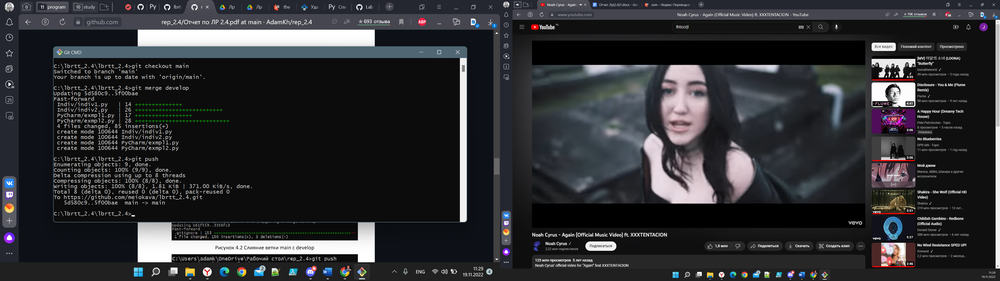 0
11 program
10 study
Py
lbrtt
Лр
Лр
the
Уда
Py Спи
Lab
github.com
rep_2.4/Отчет по ЛР 2.4.pdf at main · AdamKh/rep_2.4
★ 693 отзыва
ABP
...
1
21
Git CMD
C:\lbrtt_2.4\lbrtt_2.4>git checkout main
Switched to branch 'main'
Your branch is up to date with 'origin/main'.
C:\lbrtt_2.4\lbrtt_2.4>git merge develop
Updating 5d580c9..5f00bae
Fast-forward
Indiv/indiv1.py | 14 ++++++++++++++
Indiv/indiv2.py | 26 ++++++++++++++++++++++++++
PyCharm/exmpl1.py | 17 +++++++++++++++++
PyCharm/exmpl2.py | 28 ++++++++++++++++++++++++++++
4 files changed, 85 insertions(+)
create mode 100644 Indiv/indiv1.py
create mode 100644 Indiv/indiv2.py
create mode 100644 PyCharm/exmpl1.py
create mode 100644 PyCharm/exmpl2.py
C:\lbrtt_2.4\lbrtt_2.4>git push
Enumerating objects: 9, done.
Counting objects: 100% (9/9), done.
Delta compression using up to 8 threads
Compressing objects: 100% (8/8), done.
Writing objects: 100% (8/8), 1.81 KiB | 371.00 KiB/s, done.
Total 8 (delta 0), reused 0 (delta 0), pack-reused 0
To https://github.com/meiokava/lbrtt_2.4.git
5d580c9..5f00bae main -> main
C:\lbrtt_2.4\lbrtt_2.4>
Updating b61f559..3356fc8
Fast-forward
.gitignore | 153
1 file changed, 150 insertions(+), 3 deletions(-)
Рисунок 4.2 Слияние ветки main с develop
C:\Users\adamk\OneDrive\Рабочий стол\rep_2.4>git push
2
ENG
11:29
19.11.2022
4
Noah Cyrus - Again (
Отчет Лр(2.4)7.docx - Goo
sum – Яндекс Переводчи
www.youtube.com
Noah Cyrus - Again (Official Music Video) ft. XXXTENTACION - YouTube
★ 70K отзывов
10
...
1
3
YouTube NL
lhtccrjl
J
vevo
Noah Cyrus - Again (Official Music Video) ft. XXXTENTACION
Noah Cyrus
2,22 млн подписчиков
Подписаться
1,8 млн
Поделиться
Скачать
Создать клип
125 млн просмотров 5 лет назад
Noah Cyrus' official video for "Again" feat XXXTENTACION
Все видео
Похожий контент
Просмотрено
[MV] 이달의 소녀 (LOONA)
"Butterfly"
loonatheworld
49 млн просмотров • 3 года назад
4:35
Disclosure - You & Me (Flume
Remix)
Flume
98 млн просмотров • 9 лет назад
• FLUME •
4:41
A Happy Hour (Dreamy Tech
House)
Pete Petrishchev - Topic
8 просмотров • 5 часов назад
Новинка
3:06
No Blueberries
DPR IAN - Topic
11 млн просмотров • 1 год назад
3:06
Мой джем
Mareux, ABBA, Шакира и другие
исполнители
Shakira - She Wolf (Official HD
Video)
Shakira
319 млн просмотров • 13 лет...
vevo
3:51
Childish Gambino - Redbone
(Official Audio)
Donald Glover
588 млн просмотров • 6 лет назад
vevo
5:27
No Wind Resistance SPED UP!
Kinneret
2,2 млн просмотров • 2 месяца...
2:46
2
11:29
19.11.2022